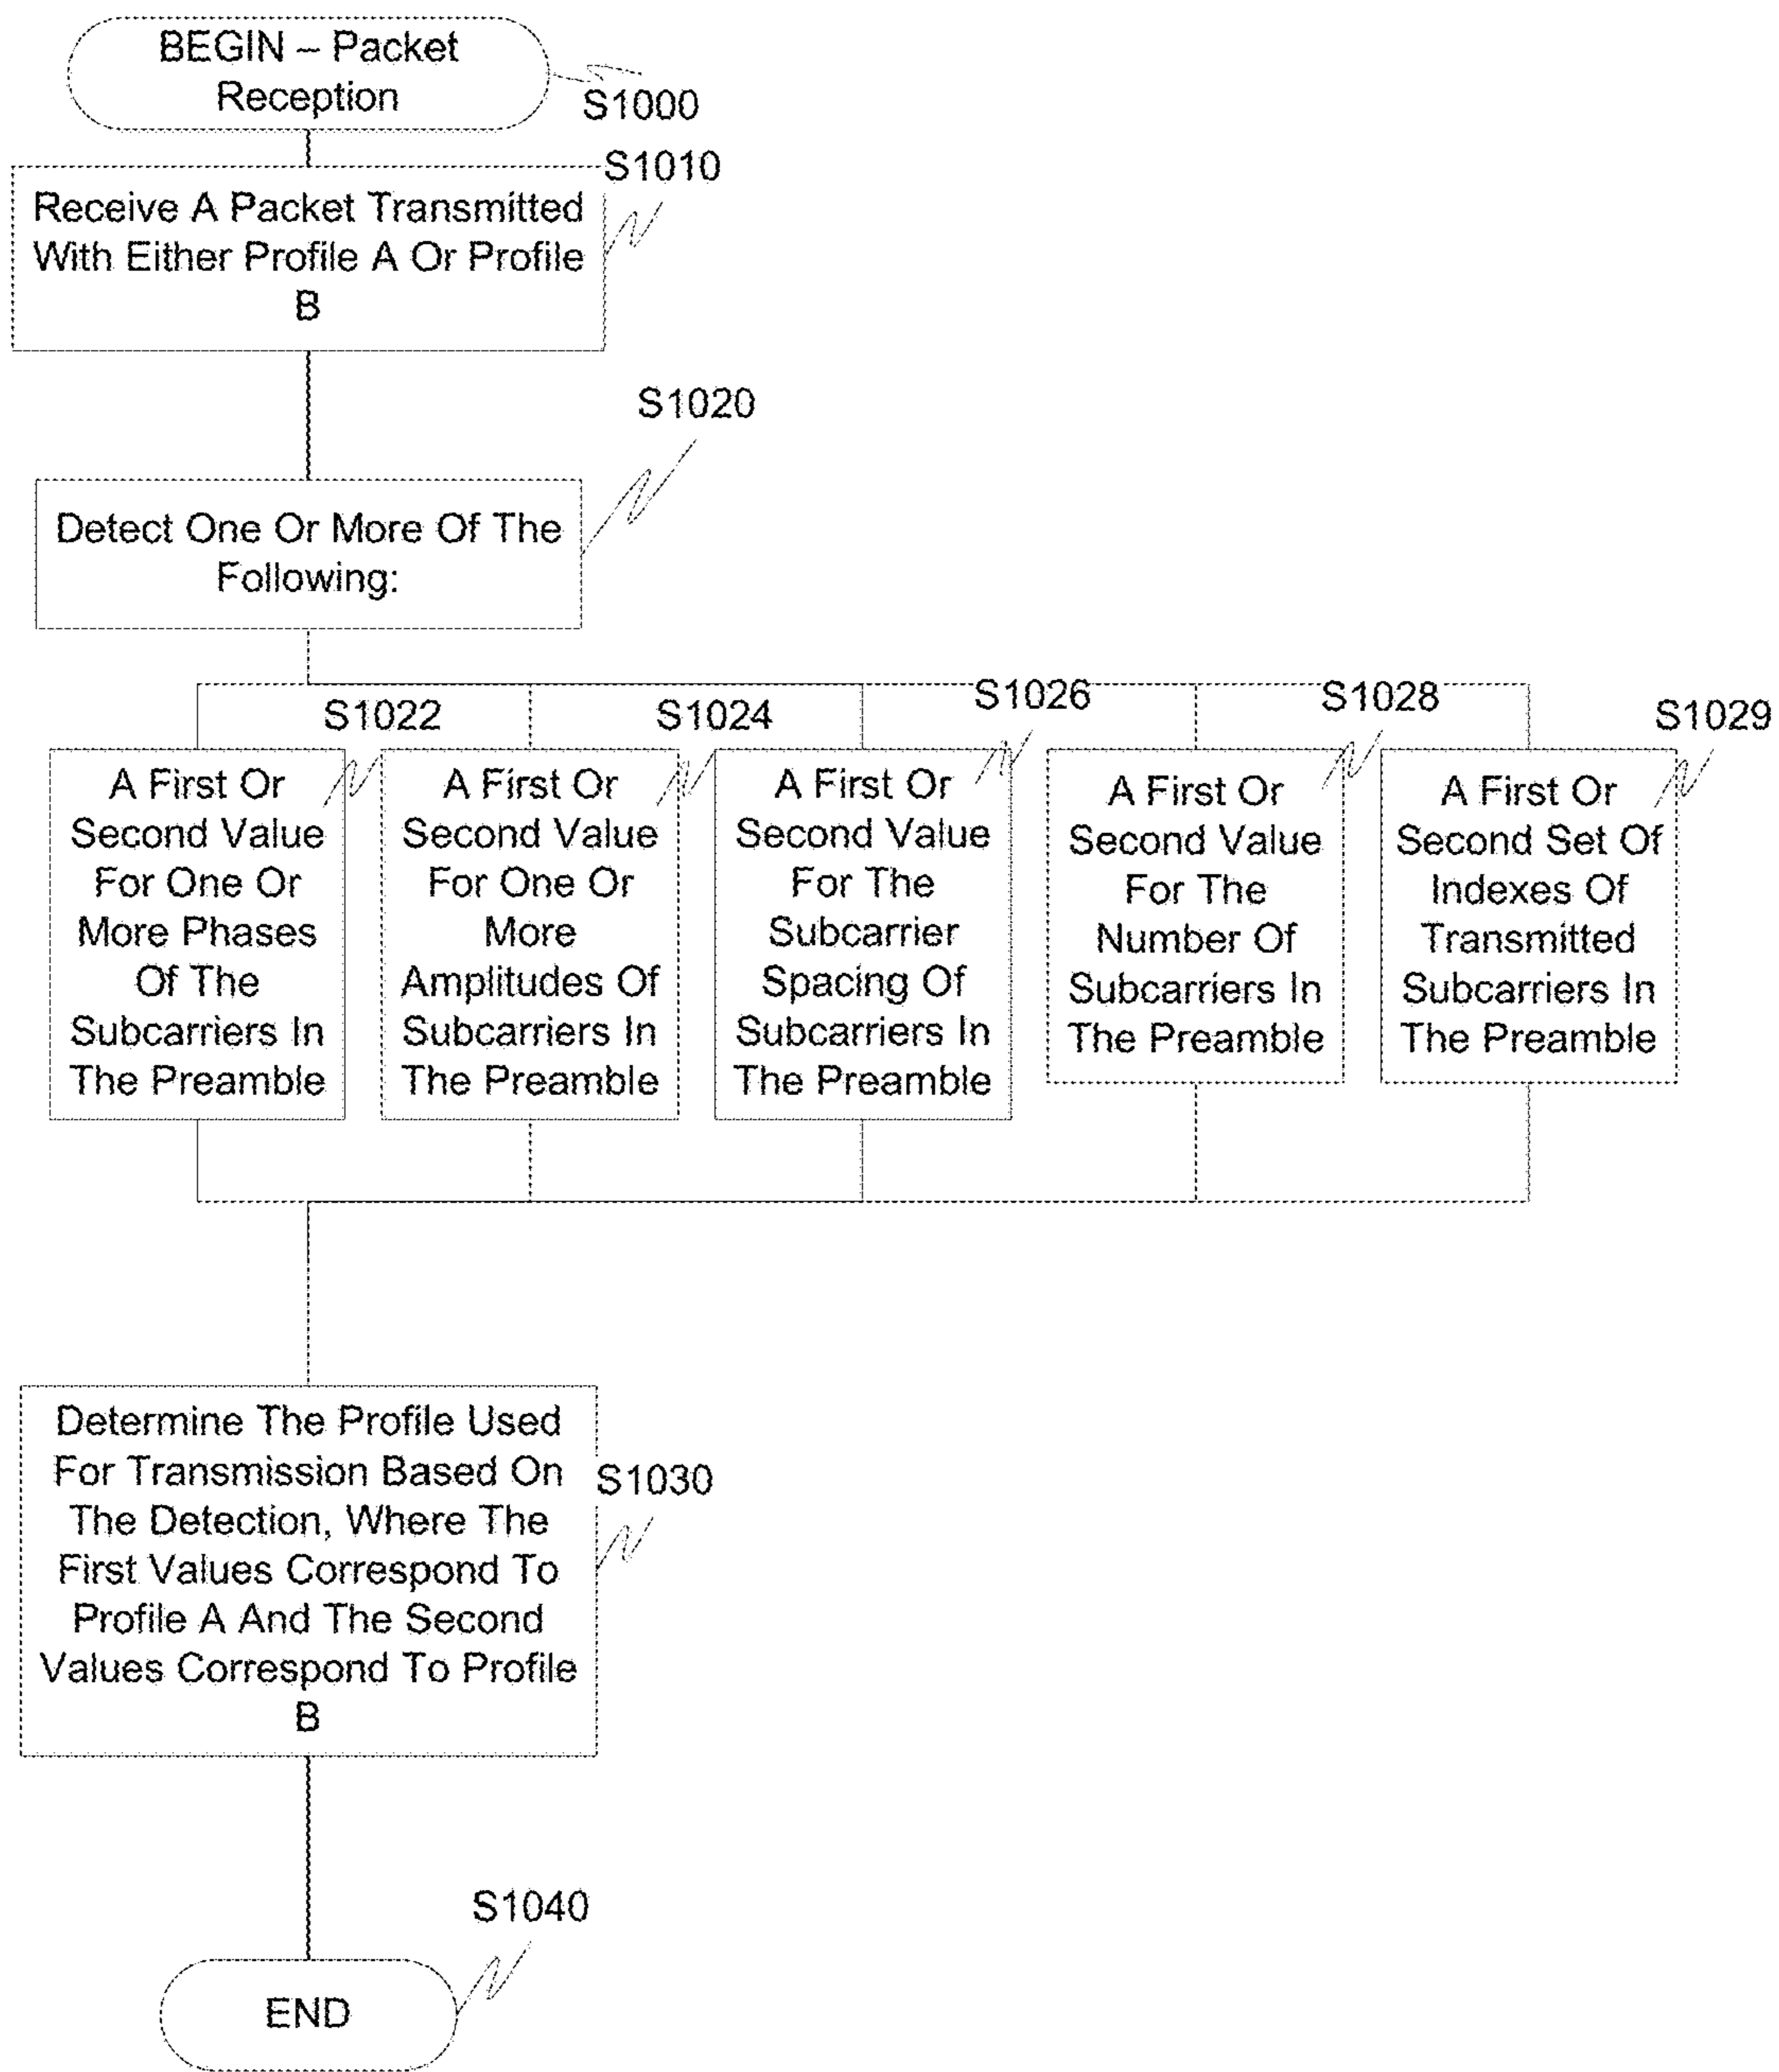 BEGIN – Packet
Reception
S1000
S1010
Receive A Packet Transmitted
With Either Profile A Or Profile
B
S1020
Detect One Or More Of The
Following:
S1022
A First Or
Second Value
For One Or
More Phases
Of The
Subcarriers In
The Preamble
S1024
A First Or
Second Value
For One Or
More
Amplitudes Of
Subcarriers In
The Preamble
S1026
A First Or
Second Value
For The
Subcarrier
Spacing Of
Subcarriers In
The Preamble
S1028
A First Or
Second Value
For The
Number Of
Subcarriers In
The Preamble
S1029
A First Or
Second Set Of
Indexes Of
Transmitted
Subcarriers In
The Preamble
Determine The Profile Used
For Transmission Based On
The Detection, Where The
First Values Correspond To
Profile A And The Second
Values Correspond To Profile
B
S1030
S1040
END